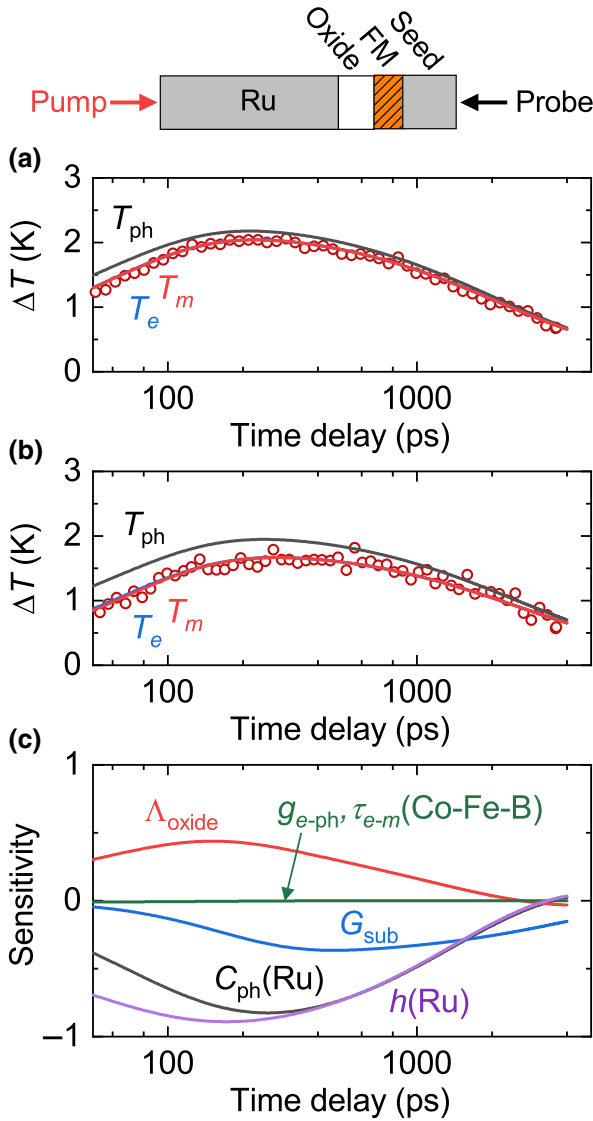 Oxide FM Seed
Pump Ru Probe
(a)
3
2
1
0
ΔT (K)
T_ph
T_e T_m
100 1000
Time delay (ps)
(b)
3
2
1
0
ΔT (K)
T_ph
T_e T_m
100 1000
Time delay (ps)
(c)
1
0
−1
Sensitivity
Λ_oxide
g_e-ph, τ_e-m(Co-Fe-B)
G_sub
C_ph(Ru)
h(Ru)
100 1000
Time delay (ps)